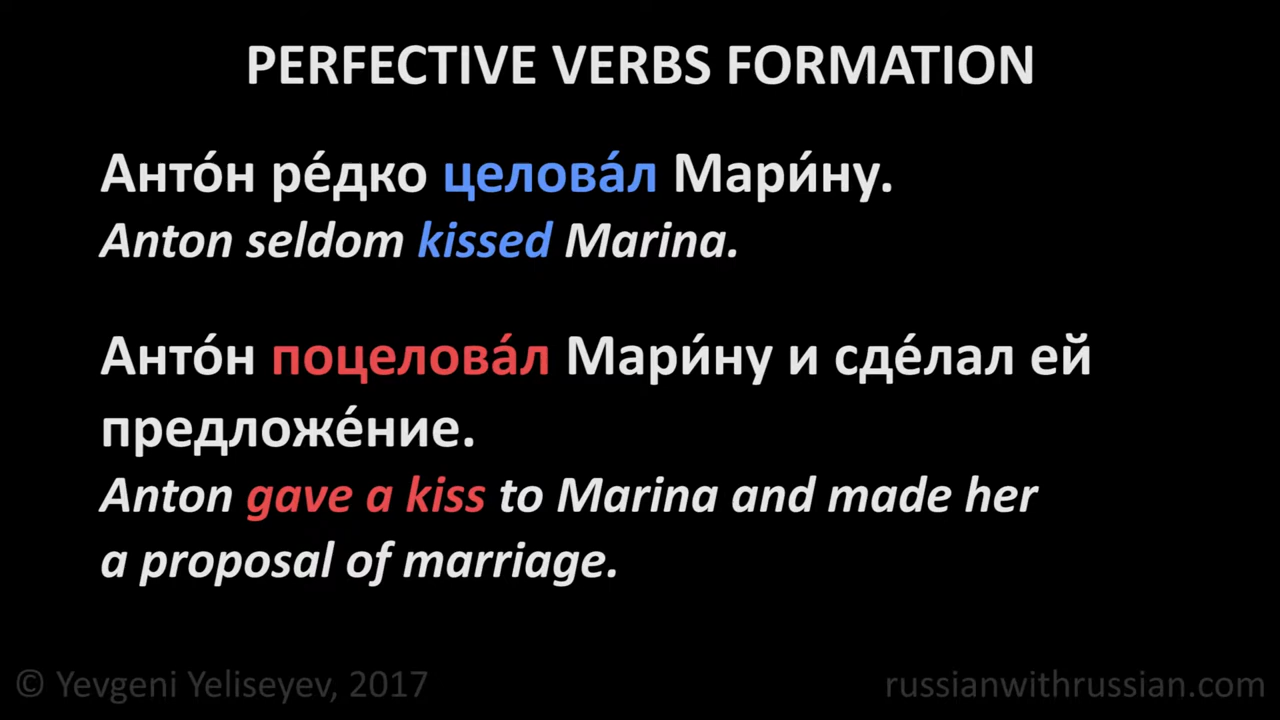 PERFECTIVE VERBS FORMATION
Анто́н ре́дко целова́л Мари́ну.
Anton seldom kissed Marina.
Анто́н поцелова́л Мари́ну и сде́лал ей
предложе́ние.
Anton gave a kiss to Marina and made her
a proposal of marriage.
© Yevgeni Yeliseyev, 2017
russianwithrussian.com